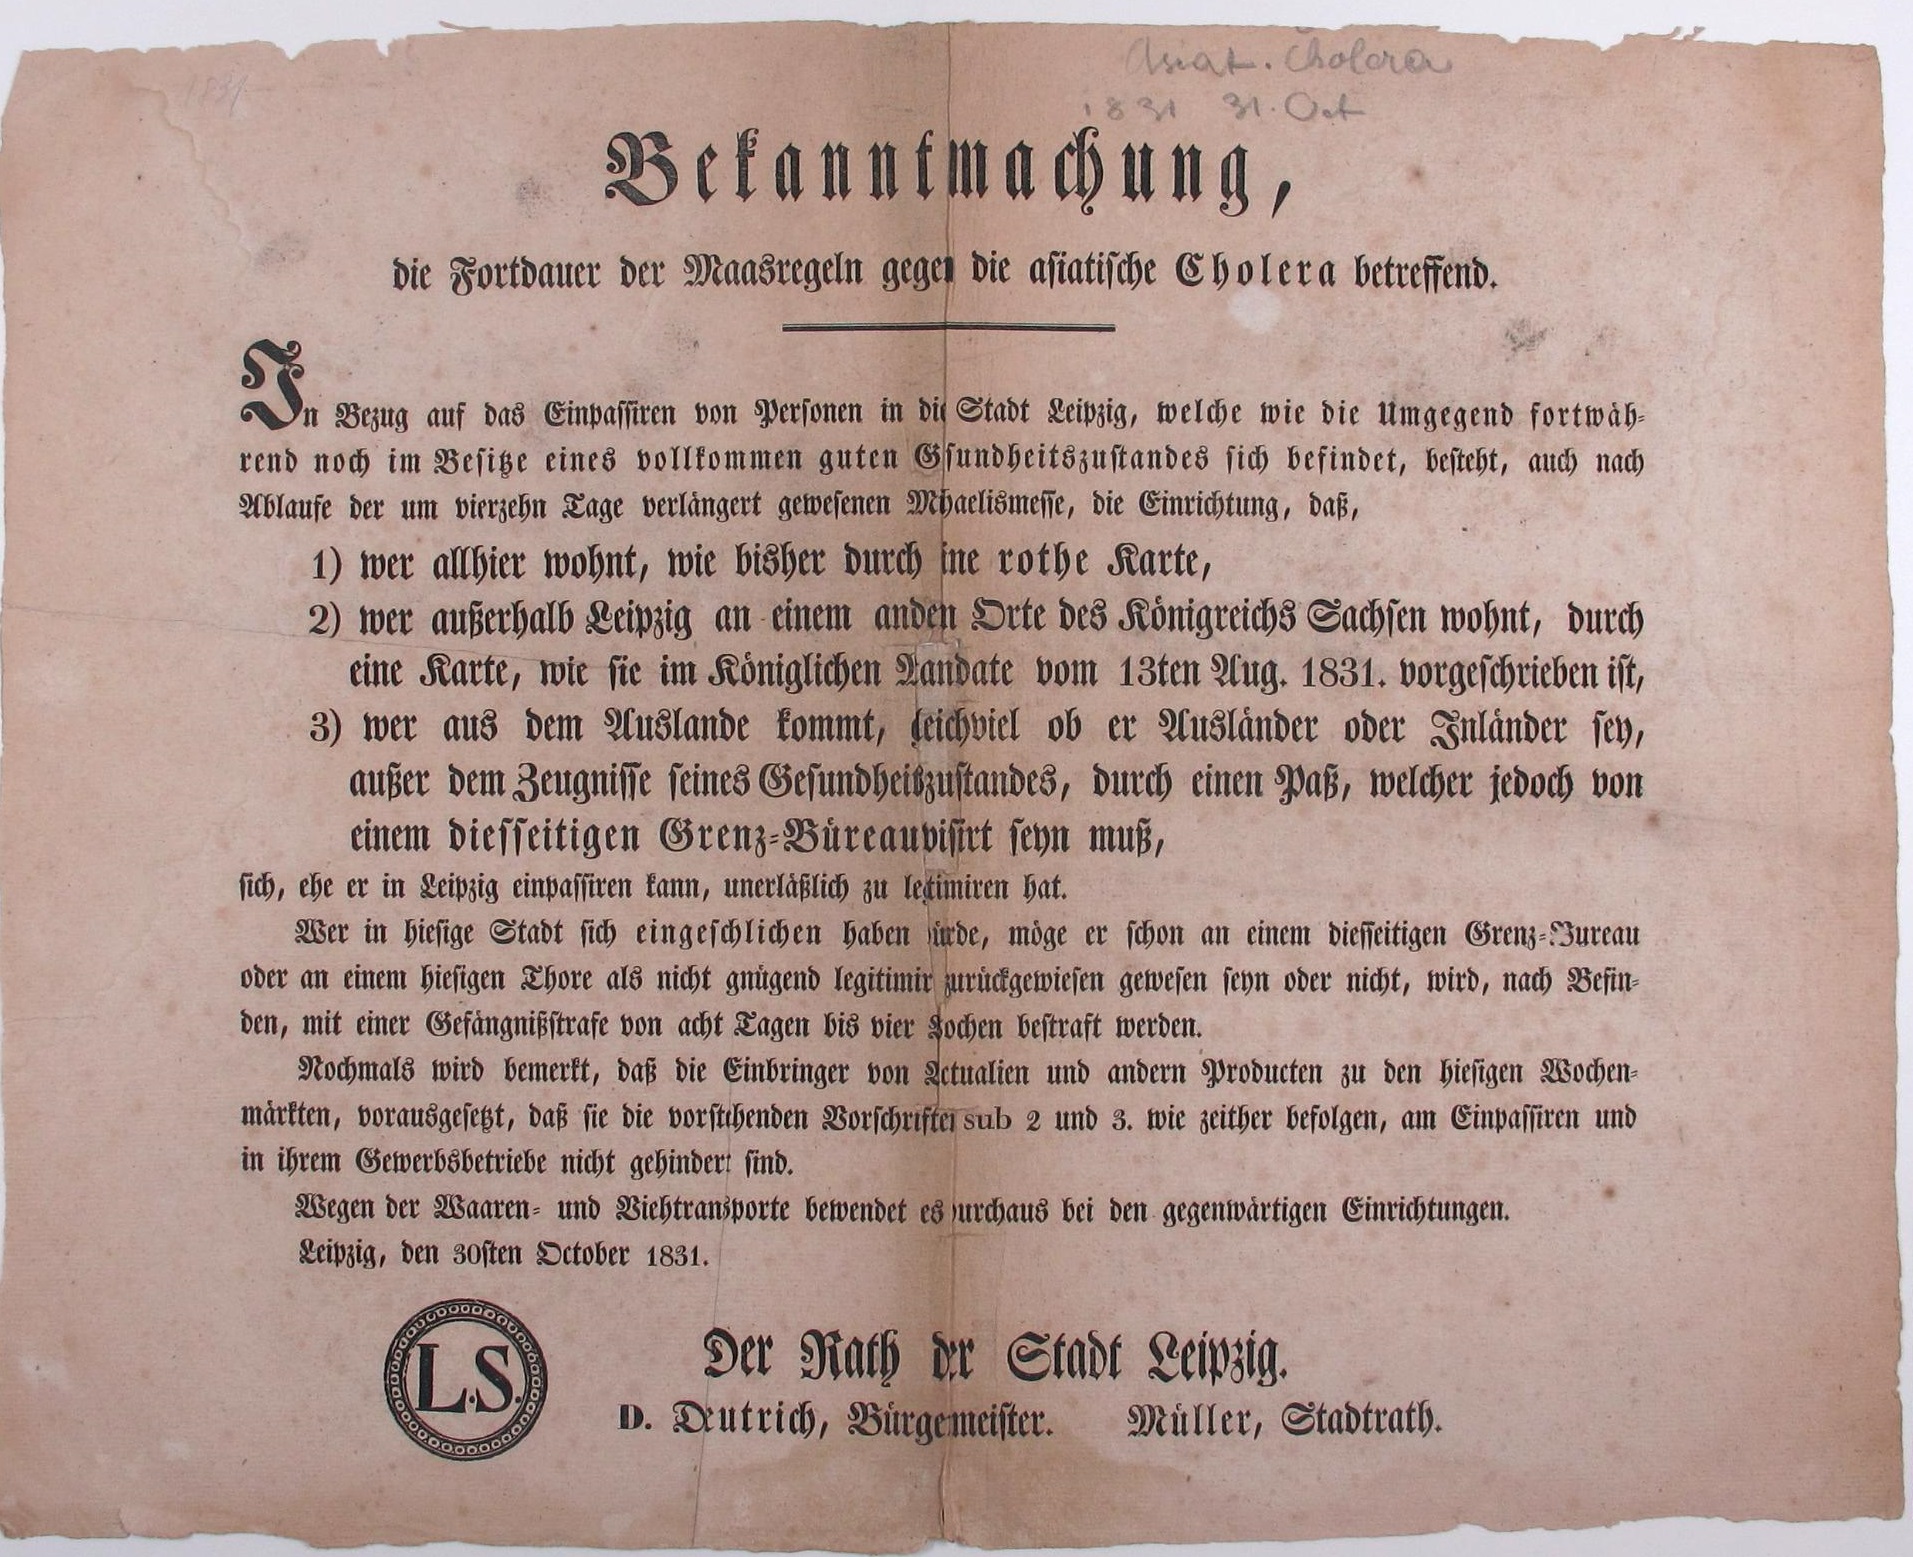 Asiat. Cholera
1831 31. Oct
Bekanntmachung,
die Fortdauer der Maasregeln gegen die asiatische Cholera betreffend.
In Bezug auf das Einpassiren von Personen in die Stadt Leipzig, welche wie die Umgegend fortwäh-
rend noch im Besitze eines vollkommen guten Gsundheitszustandes sich befindet, besteht, auch nach
Ablaufe der um vierzehn Tage verlängert gewesenen Mhaelismesse, die Einrichtung, daß,
1) wer allhier wohnt, wie bisher durch ine rothe Karte,
2) wer außerhalb Leipzig an einem anden Orte des Königreichs Sachsen wohnt, durch
eine Karte, wie sie im Königlichen Mandate vom 13ten Aug. 1831. vorgeschrieben ist,
3) wer aus dem Auslande kommt, leichviel ob er Ausländer oder Inländer sey,
außer dem Zeugnisse seines Gesundheitszustandes, durch einen Paß, welcher jedoch von
einem diesseitigen Grenz-Büreau visirt seyn muß,
sich, ehe er in Leipzig einpassiren kann, unerläßlich zu legitimiren hat.
Wer in hiesige Stadt sich eingeschlichen haben ürde, möge er schon an einem diesseitigen Grenz-Bureau
oder an einem hiesigen Thore als nicht gnügend legitimir zurückgewiesen gewesen seyn oder nicht, wird, nach Befin-
den, mit einer Gefängnißstrafe von acht Tagen bis vier Wochen bestraft werden.
Nochmals wird bemerkt, daß die Einbringer von Victualien und andern Producten zu den hiesigen Wochen-
märkten, vorausgesetzt, daß sie die vorstehenden Vorschriften sub 2 und 3. wie zeither befolgen, am Einpassiren und
in ihrem Gewerbsbetriebe nicht gehindert sind.
Wegen der Waaren- und Viehtransporte bewendet es durchaus bei den gegenwärtigen Einrichtungen.
Leipzig, den 30sten October 1831.
L.S.
Der Rath der Stadt Leipzig.
D. Deutrich, Bürgermeister. Müller, Stadtrath.